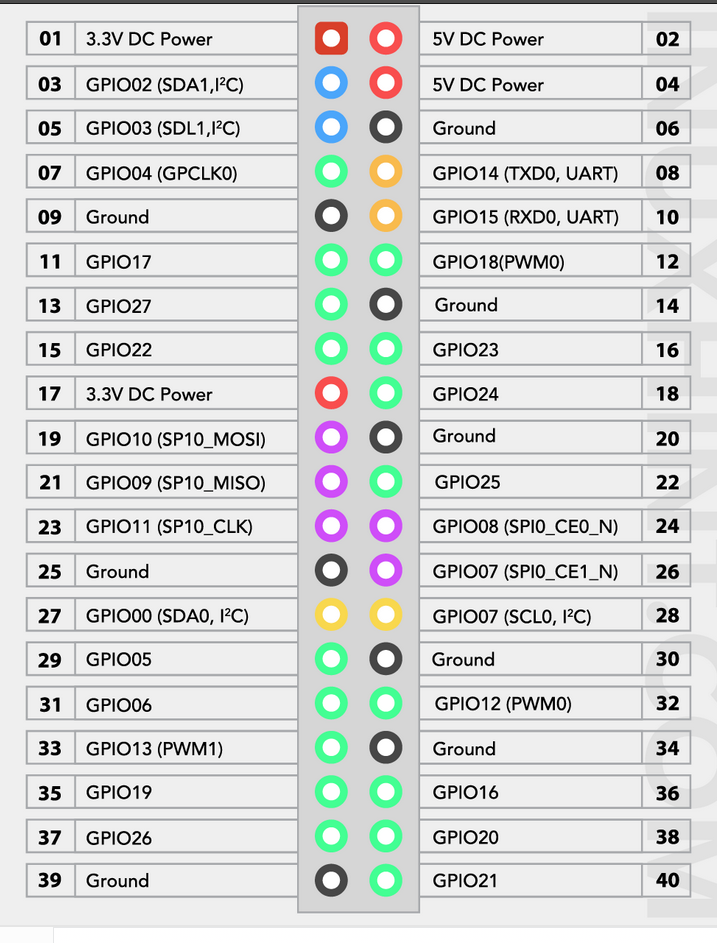 01 3.3V DC Power 5V DC Power 02
03 GPIO02 (SDA1,I²C) 5V DC Power 04
05 GPIO03 (SDL1,I²C) Ground 06
07 GPIO04 (GPCLK0) GPIO14 (TXD0, UART) 08
09 Ground GPIO15 (RXD0, UART) 10
11 GPIO17 GPIO18(PWM0) 12
13 GPIO27 Ground 14
15 GPIO22 GPIO23 16
17 3.3V DC Power GPIO24 18
19 GPIO10 (SP10_MOSI) Ground 20
21 GPIO09 (SP10_MISO) GPIO25 22
23 GPIO11 (SP10_CLK) GPIO08 (SPI0_CE0_N) 24
25 Ground GPIO07 (SPI0_CE1_N) 26
27 GPIO00 (SDA0, I²C) GPIO07 (SCL0, I²C) 28
29 GPIO05 Ground 30
31 GPIO06 GPIO12 (PWM0) 32
33 GPIO13 (PWM1) Ground 34
35 GPIO19 GPIO16 36
37 GPIO26 GPIO20 38
39 Ground GPIO21 40